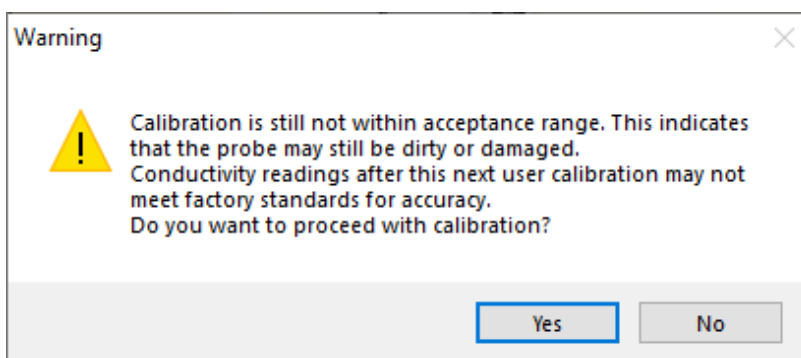 Warning
Calibration is still not within acceptance range. This indicates
that the probe may still be dirty or damaged.
Conductivity readings after this next user calibration may not
meet factory standards for accuracy.
Do you want to proceed with calibration?
Yes No